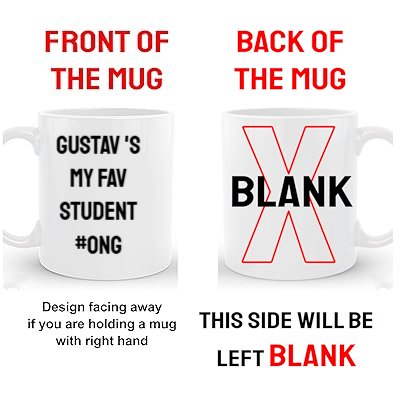 FRONT OF
THE MUG
GUSTAV 'S
MY FAV
STUDENT
#ONG
Design facing away
if you are holding a mug
with right hand
BACK OF
THE MUG
X
BLANK
THIS SIDE WILL BE
LEFT BLANK